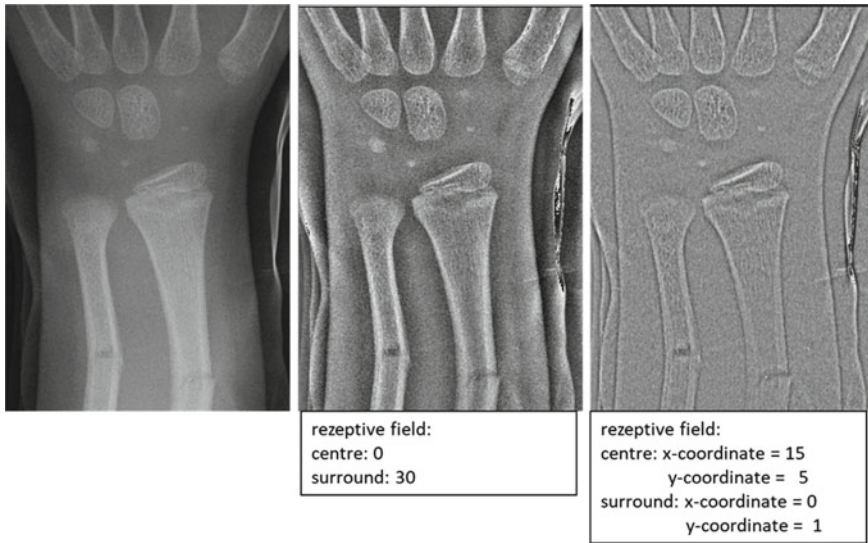 rezeptive field:
centre: 0
surround: 30
rezeptive field:
centre: x-coordinate = 15
y-coordinate = 5
surround: x-coordinate = 0
y-coordinate = 1